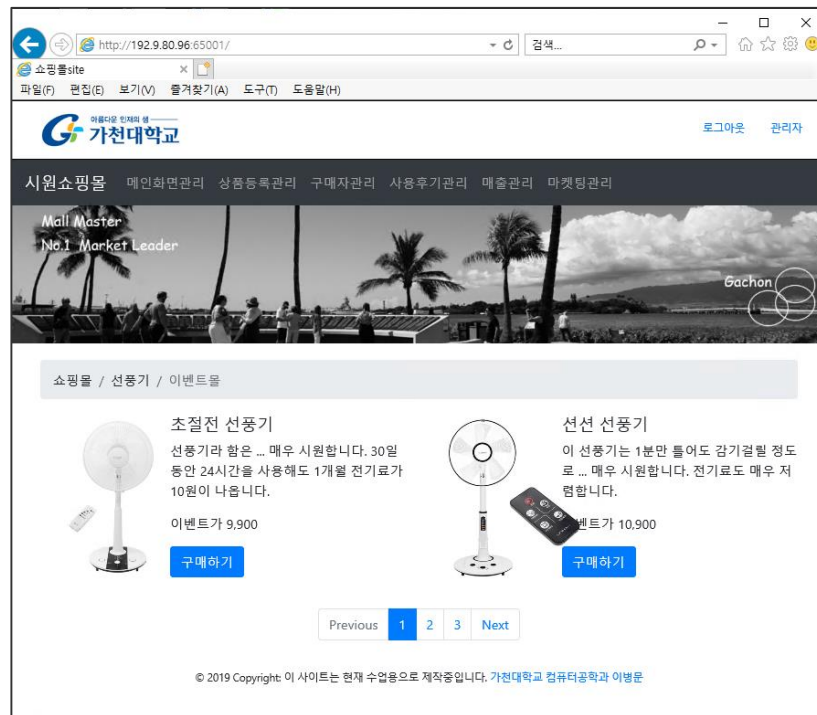 http://192.9.80.96:65001/
검색...
쇼핑몰site
파일(F) 편집(E) 보기(V) 즐겨찾기(A) 도구(T) 도움말(H)
아름다운 인재의 샘
가천대학교
로그아웃 관리자
시원쇼핑몰 메인화면관리 상품등록관리 구매자관리 사용후기관리 매출관리 마켓팅관리
Mall Master
No.1 Market Leader
Gachon
쇼핑몰 / 선풍기 / 이벤트몰
초절전 선풍기
선풍기라 함은 ... 매우 시원합니다. 30일
동안 24시간을 사용해도 1개월 전기료가
10원이 나옵니다.
이벤트가 9,900
구매하기
션션 선풍기
이 선풍기는 1분만 틀어도 감기걸릴 정도
로 ... 매우 시원합니다. 전기료도 매우 저
렴합니다.
벤트가 10,900
구매하기
Previous 1 2 3 Next
© 2019 Copyright: 이 사이트는 현재 수업용으로 제작중입니다. 가천대학교 컴퓨터공학과 이병문